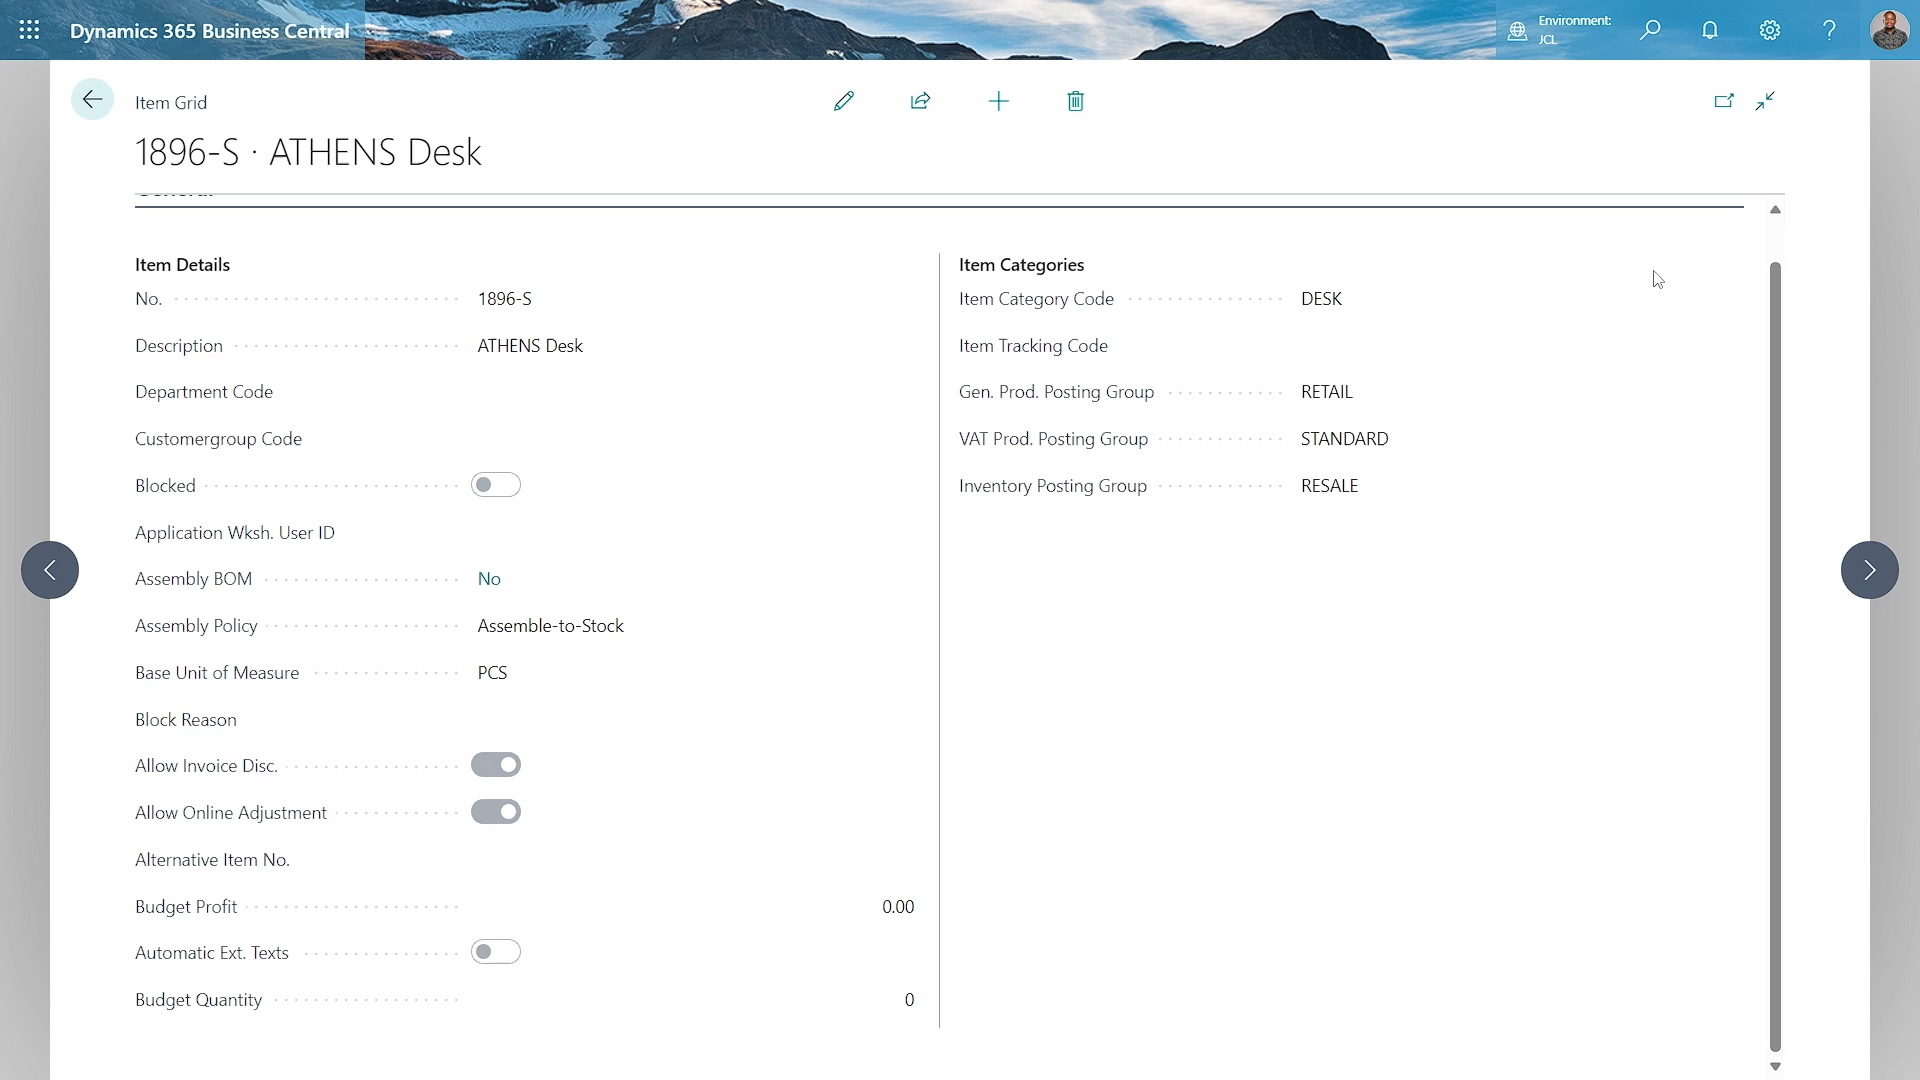 Dynamics 365 Business Central
Environment:
JCL
Item Grid
1896-S · ATHENS Desk
Item Details
No. 1896-S
Description ATHENS Desk
Department Code
Customergroup Code
Blocked
Application Wksh. User ID
Assembly BOM No
Assembly Policy Assemble-to-Stock
Base Unit of Measure PCS
Block Reason
Allow Invoice Disc.
Allow Online Adjustment
Alternative Item No.
Budget Profit 0.00
Automatic Ext. Texts
Budget Quantity 0
Item Categories
Item Category Code DESK
Item Tracking Code
Gen. Prod. Posting Group RETAIL
VAT Prod. Posting Group STANDARD
Inventory Posting Group RESALE